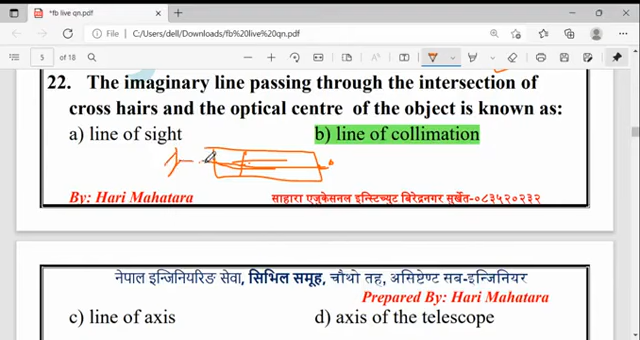 *fb live qn.pdf
C:/Users/dell/Downloads/fb%20live%20qn.pdf
5 of 18
22. The imaginary line passing through the intersection of
cross hairs and the optical centre of the object is known as:
a) line of sight b) line of collimation
By: Hari Mahatara साहारा एजुकेसनल इन्स्टिच्युट बिरेन्द्रनगर सुर्खेत-०८३५२०२३२
नेपाल इन्जिनियरिङ सेवा, सिभिल समूह, चौथो तह, असिष्टेण्ट सब-इन्जिनियर
Prepared By: Hari Mahatara
c) line of axis d) axis of the telescope